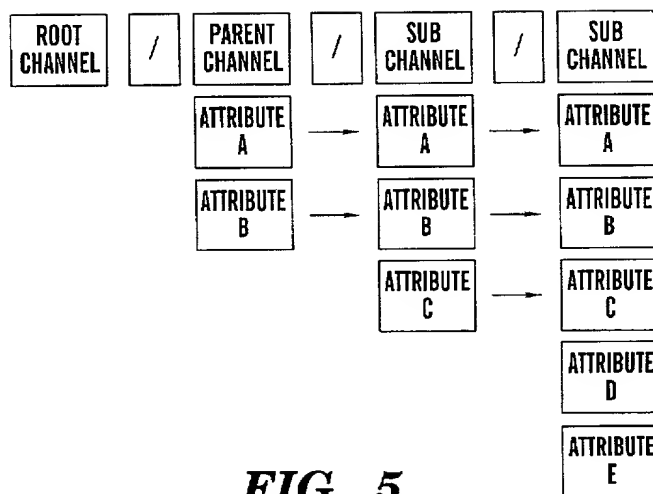 ROOT CHANNEL / PARENT CHANNEL / SUB CHANNEL / SUB CHANNEL
ATTRIBUTE A ATTRIBUTE A ATTRIBUTE A
ATTRIBUTE B ATTRIBUTE B ATTRIBUTE B
ATTRIBUTE C ATTRIBUTE C
ATTRIBUTE D
ATTRIBUTE E
FIG. 5